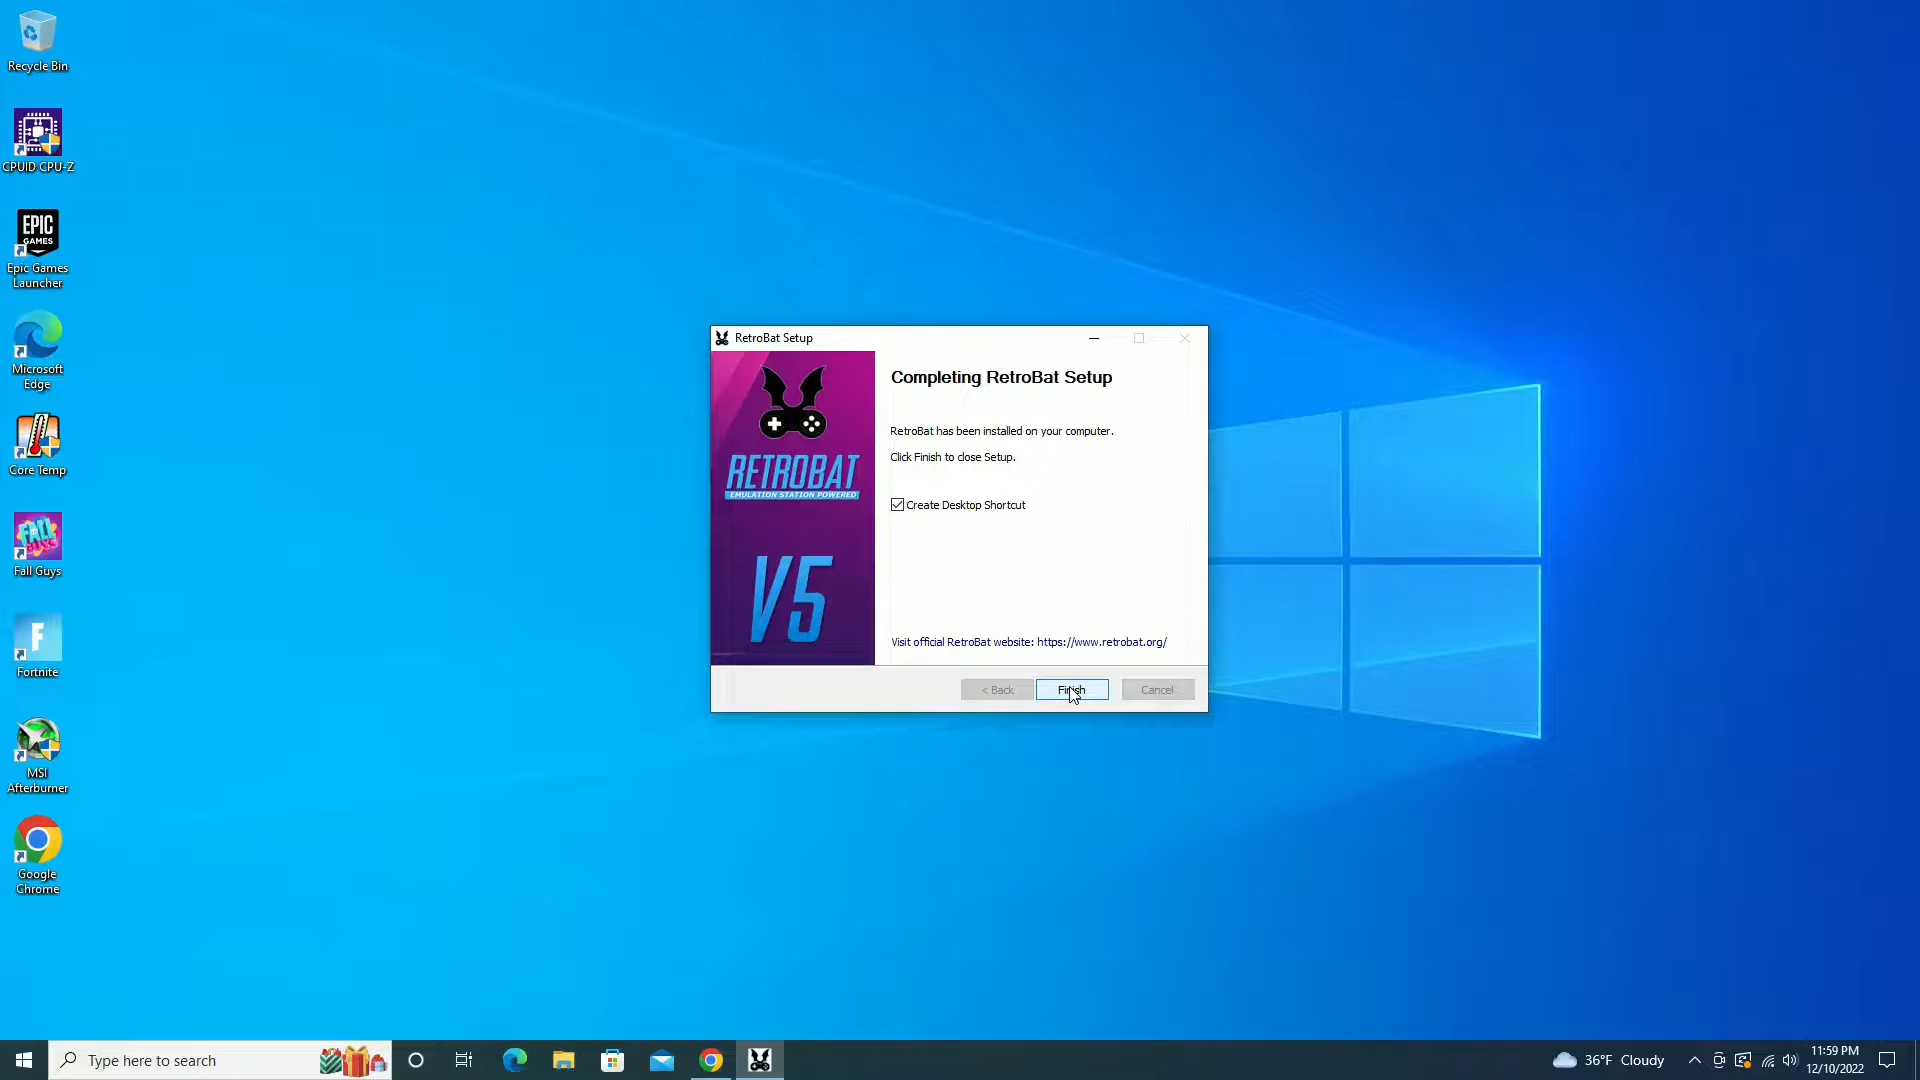 Recycle Bin
CPUID CPU-Z
EPIC
GAMES
Epic Games
Launcher
Microsoft
Edge
Core Temp
FALL
GUYS
Fall Guys
F
Fortnite
MSI
Afterburner
Google
Chrome
RetroBat Setup
RETROBAT
EMULATION STATION POWERED
V5
Completing RetroBat Setup
RetroBat has been installed on your computer.
Click Finish to close Setup.
Create Desktop Shortcut
Visit official RetroBat website: https://www.retrobat.org/
< Back
Finish
Cancel
Type here to search
36°F Cloudy
11:59 PM
12/10/2022